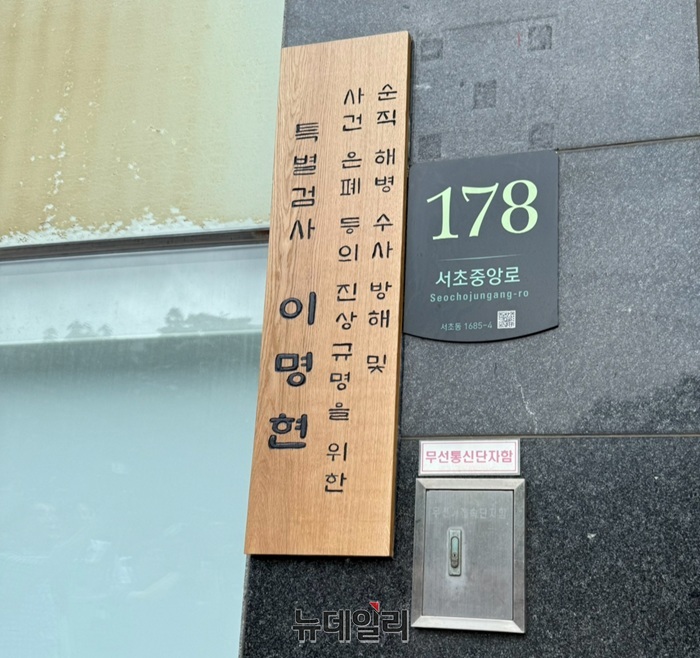 순직 해병 수사 방해 및
사건 은폐 등의 진상 규명을 위한
특별검사 이명현
178
서초중앙로
Seochojungang-ro
서초동 1685-4
무선통신단자함
뉴데일리